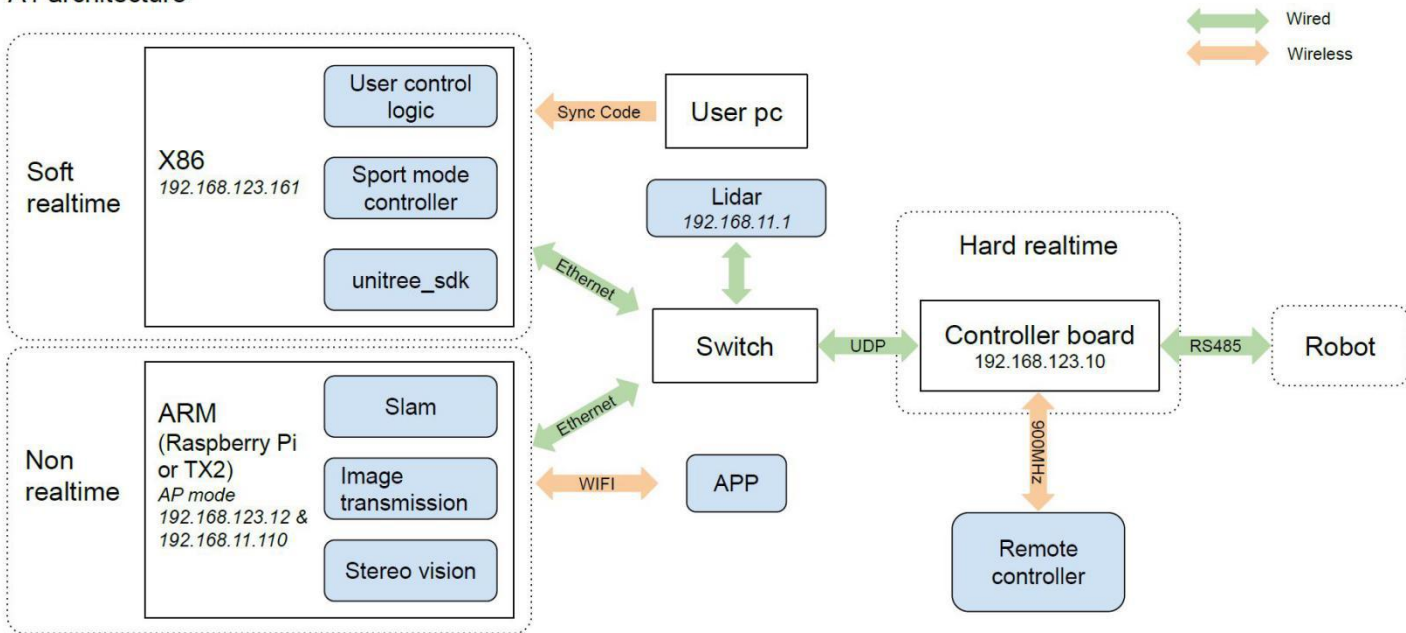 A1 architecture
Wired
Wireless
Soft
realtime
X86
192.168.123.161
User control
logic
Sport mode
controller
unitree_sdk
Sync Code
User pc
Lidar
192.168.11.1
Ethernet
Switch
UDP
Hard realtime
Controller board
192.168.123.10
RS485
Robot
Non
realtime
ARM
(Raspberry Pi
or TX2)
AP mode
192.168.123.12 &
192.168.11.110
Slam
Image
transmission
Stereo vision
Ethernet
WIFI
APP
900MHz
Remote
controller